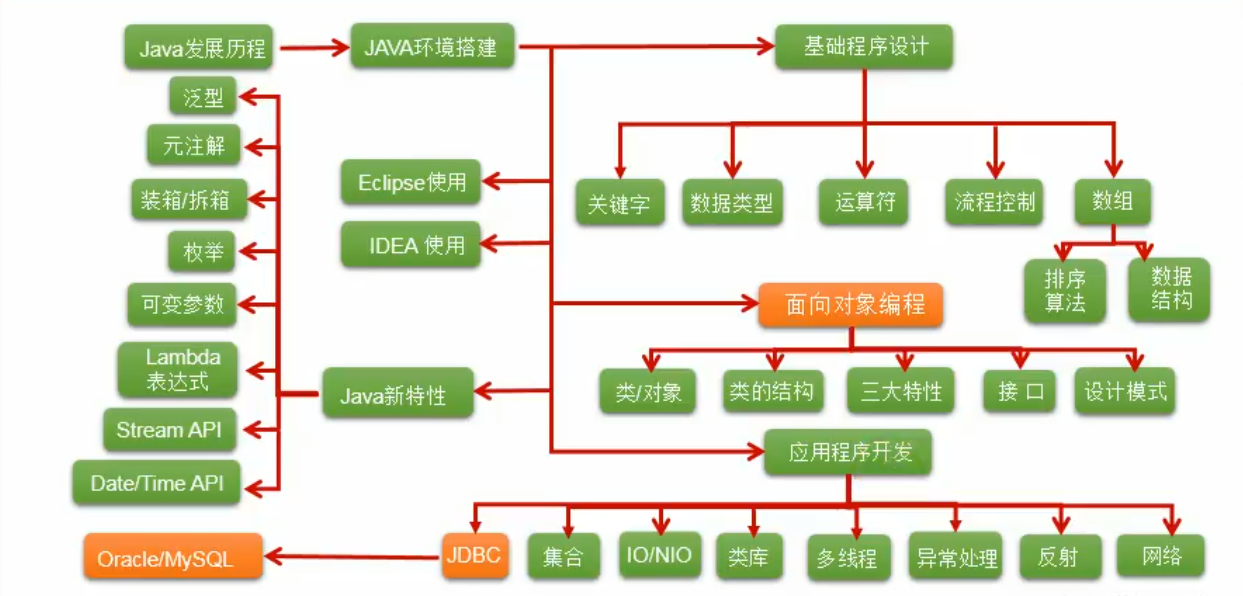 Java发展历程
JAVA环境搭建
基础程序设计
泛型
元注解
装箱/拆箱
枚举
可变参数
Lambda
表达式
Stream API
Date/Time API
Eclipse使用
IDEA 使用
Java新特性
关键字
数据类型
运算符
流程控制
数组
排序
算法
数据
结构
面向对象编程
类/对象
类的结构
三大特性
接 口
设计模式
应用程序开发
Oracle/MySQL
JDBC
集合
IO/NIO
类库
多线程
异常处理
反射
网络